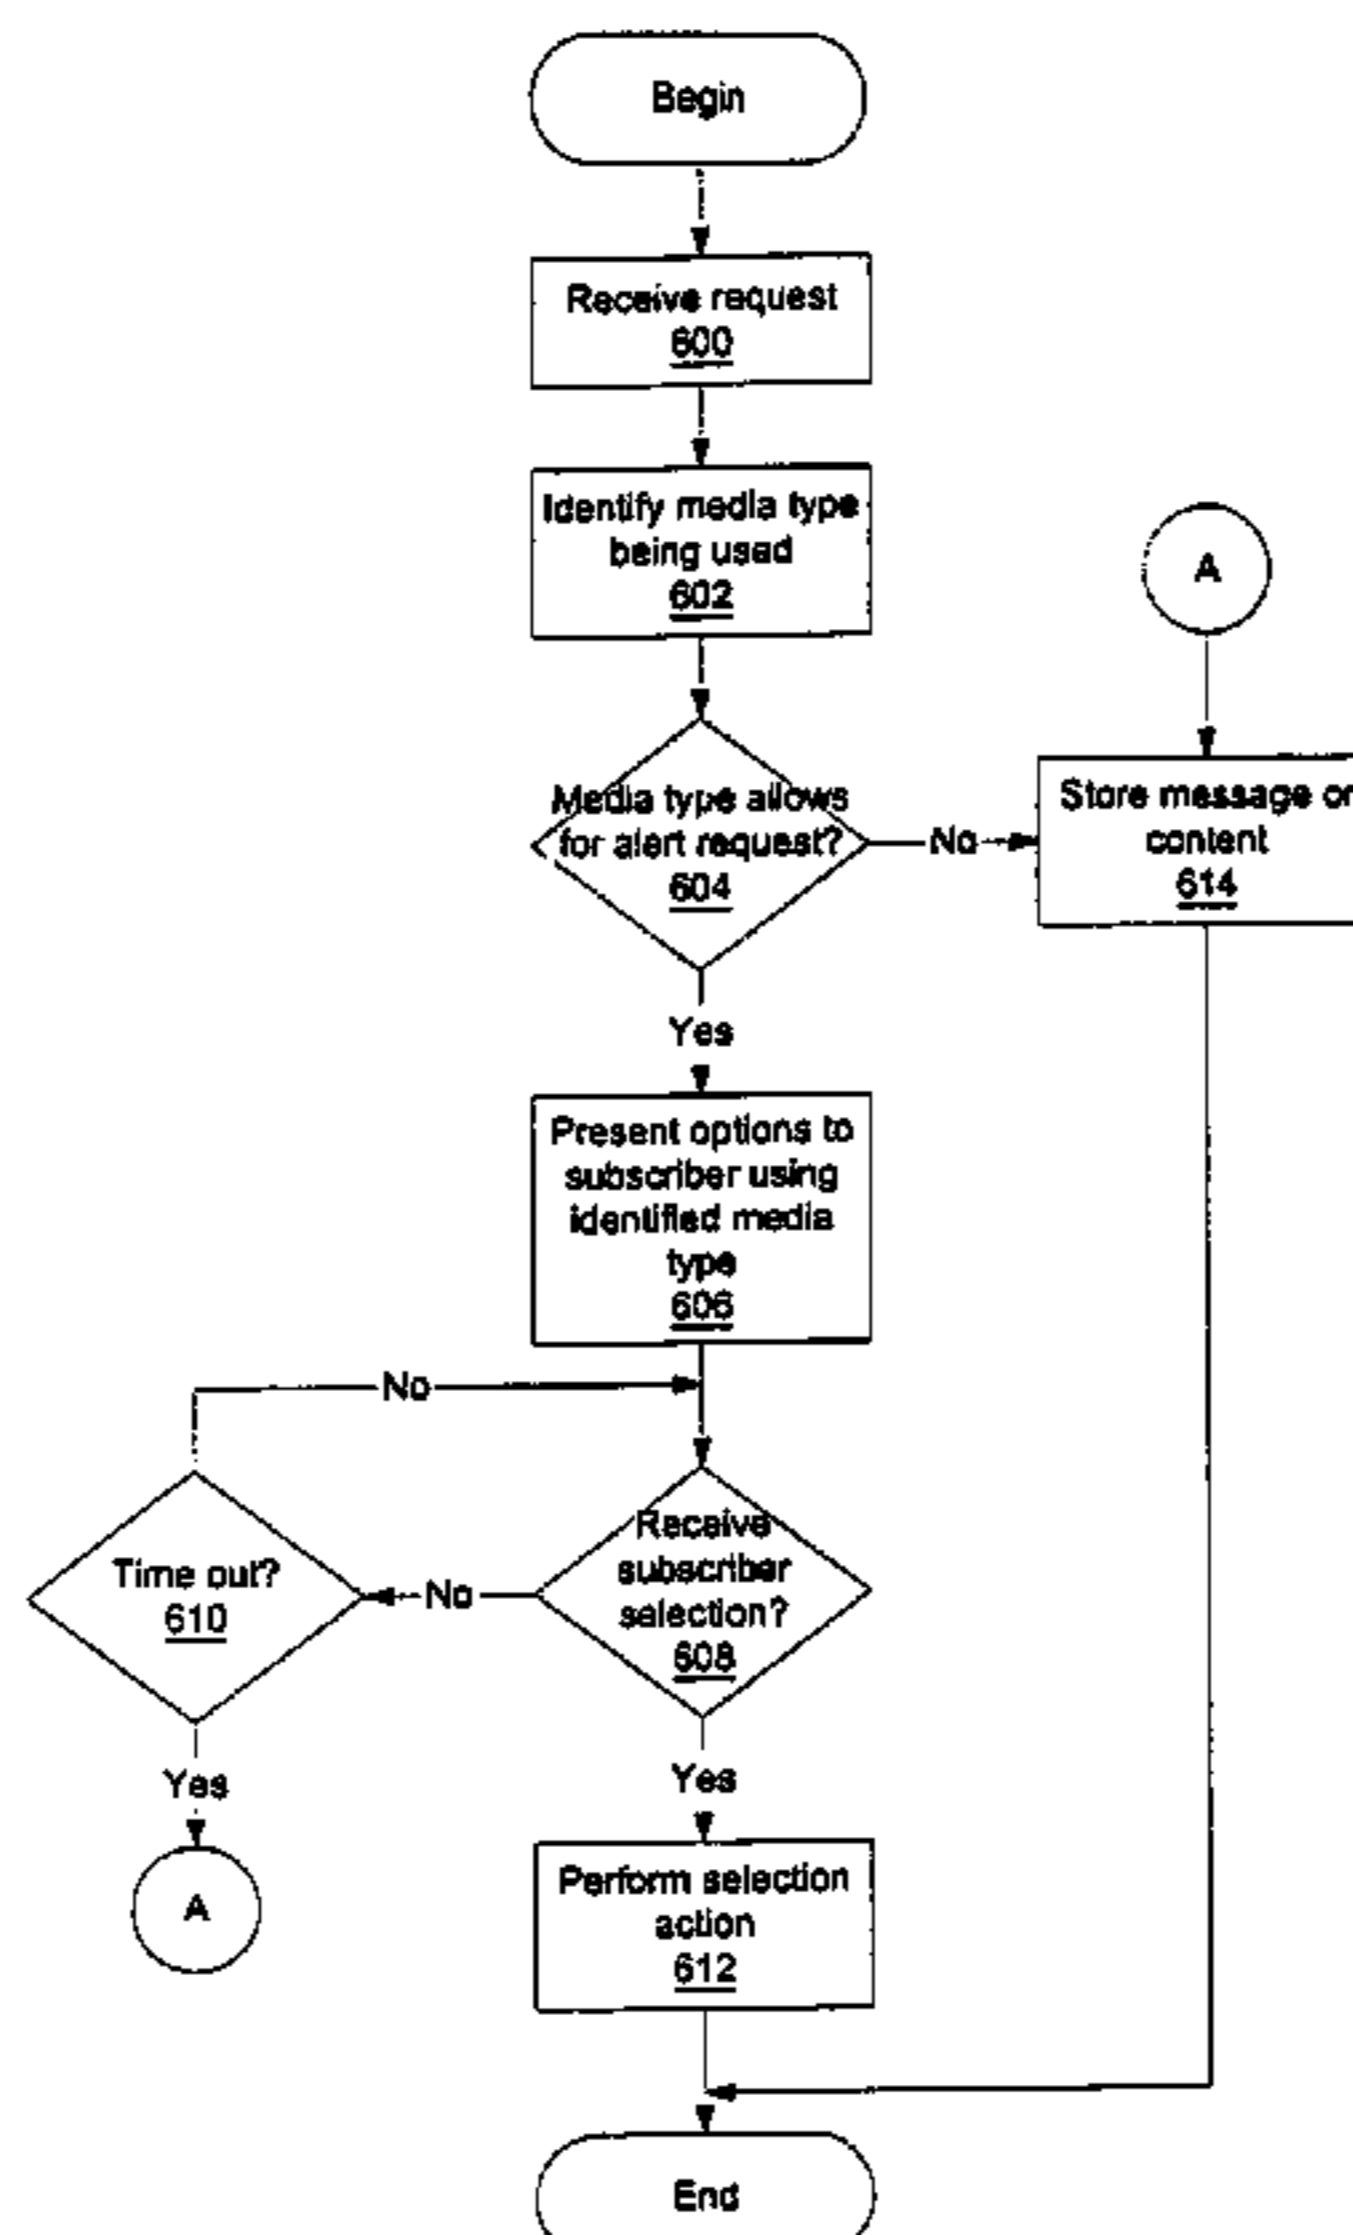 Begin
Receive request
600
Identify media type
being used
602
A
Media type allows
for alert request?
604
No
Store message or
content
614
Yes
Present options to
subscriber using
identified media
type
606
No
Time out?
610
No
Receive
subscriber
selection?
608
Yes
A
Yes
Perform selection
action
612
End